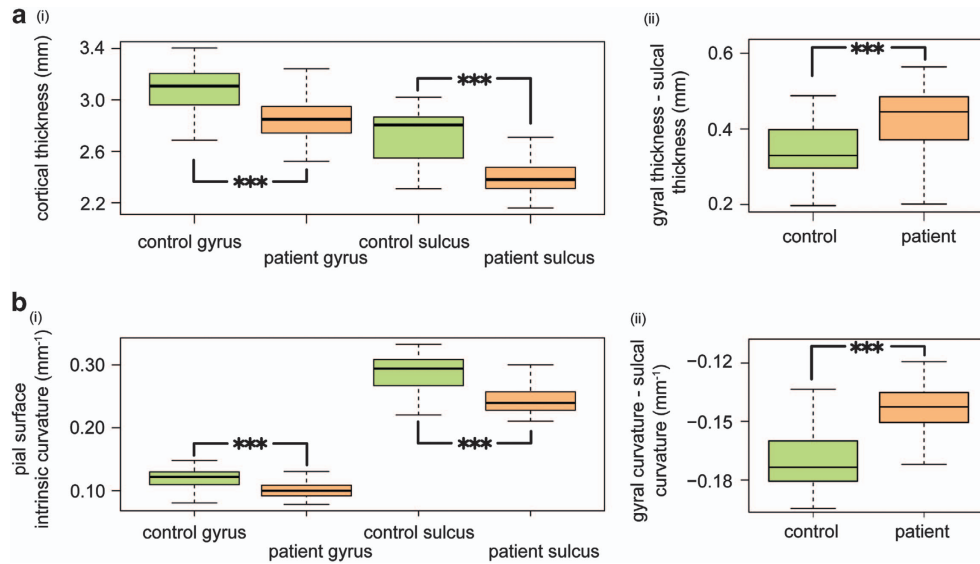 a (i)
cortical thickness (mm)
3.4
3.0
2.6
2.2
***
***
control gyrus
patient gyrus
control sulcus
patient sulcus
(ii)
gyral thickness - sulcal
thickness (mm)
0.6
0.4
0.2
***
control
patient
b (i)
pial surface
intrinsic curvature (mm⁻¹)
0.30
0.20
0.10
***
***
control gyrus
patient gyrus
control sulcus
patient sulcus
(ii)
gyral curvature - sulcal
curvature (mm⁻¹)
−0.12
−0.15
−0.18
***
control
patient